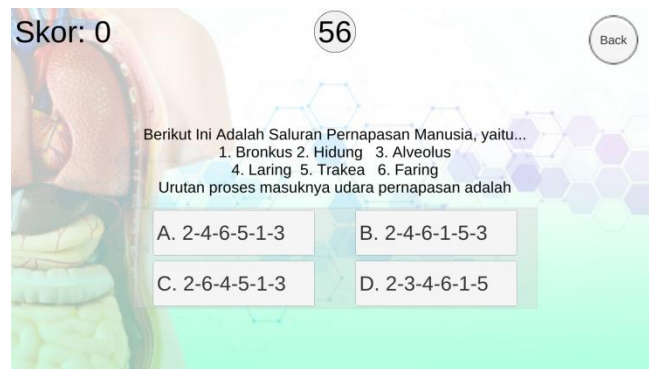 Skor: 0
56
Back
Berikut Ini Adalah Saluran Pernapasan Manusia, yaitu...
1. Bronkus 2. Hidung 3. Alveolus
4. Laring 5. Trakea 6. Faring
Urutan proses masuknya udara pernapasan adalah
A. 2-4-6-5-1-3
B. 2-4-6-1-5-3
C. 2-6-4-5-1-3
D. 2-3-4-6-1-5